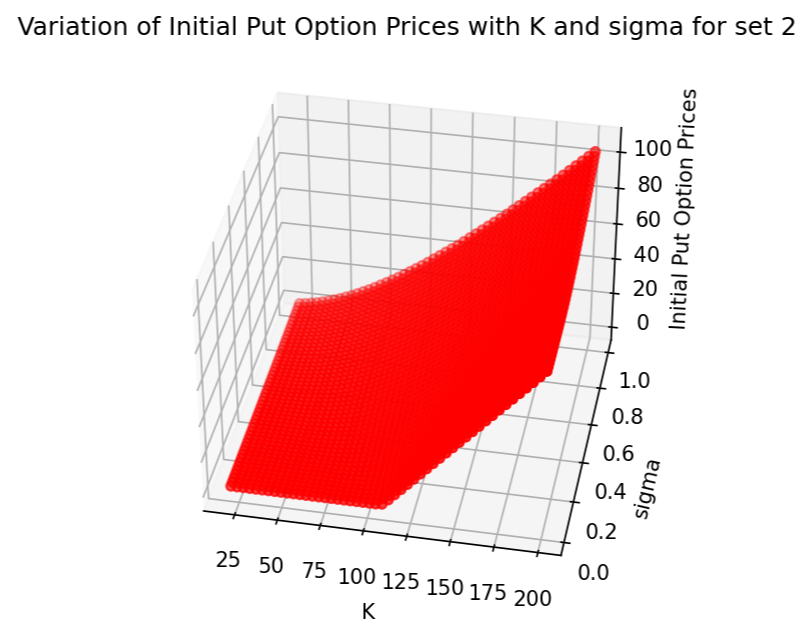 Variation of Initial Put Option Prices with K and sigma for set 2
Initial Put Option Prices
100
80
60
40
20
0
1.0
0.8
0.6
0.4
0.2
0.0
sigma
25 50 75 100 125 150 175 200
K